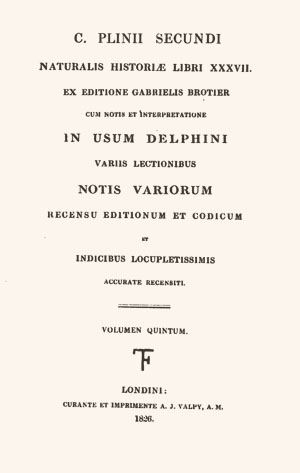 C. PLINII SECUNDI
NATURALIS HISTORIÆ LIBRI XXXVII.
EX EDITIONE GABRIELIS BROTIER
CUM NOTIS ET INTERPRETATIONE
IN USUM DELPHINI
VARIIS LECTIONIBUS
NOTIS VARIORUM
RECENSU EDITIONUM ET CODICUM
ET
INDICIBUS LOCUPLETISSIMIS
ACCURATE RECENSITI.
VOLUMEN QUINTUM.
LONDINI:
CURANTE ET IMPRIMENTE A. J. VALPY, A. M.
1826.